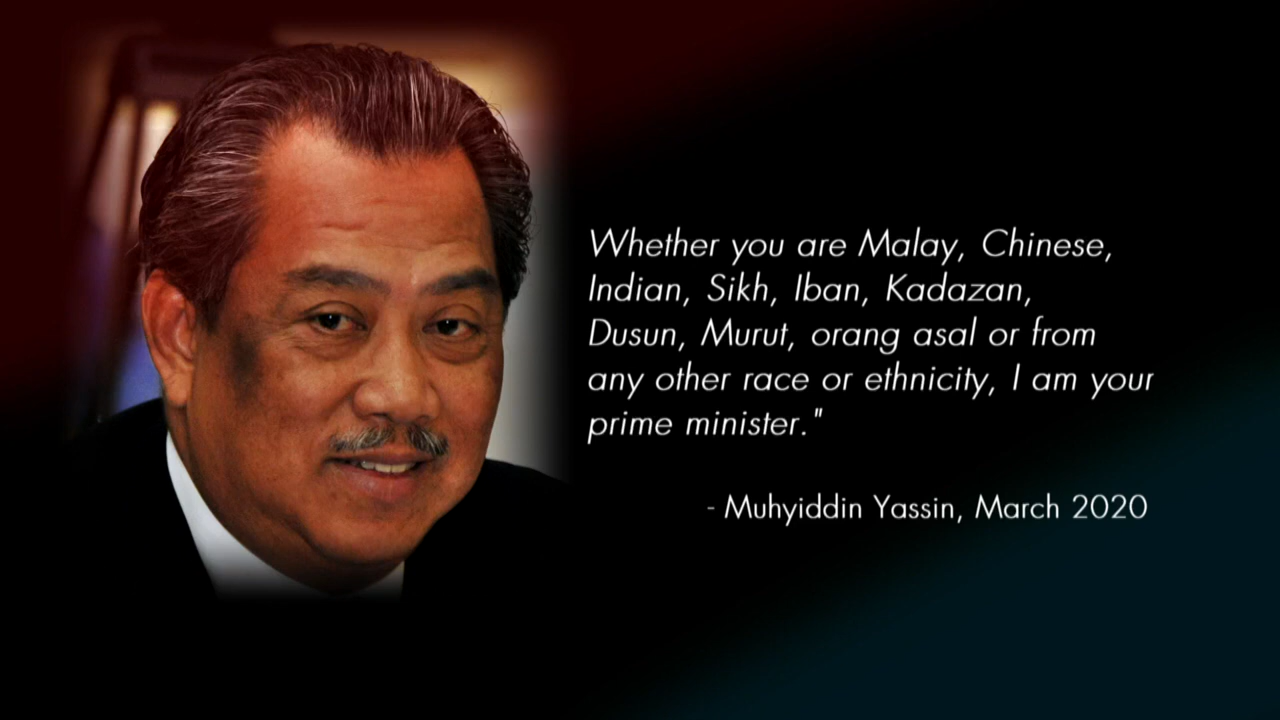 Whether you are Malay, Chinese,
Indian, Sikh, Iban, Kadazan,
Dusun, Murut, orang asal or from
any other race or ethnicity, I am your
prime minister."
- Muhyiddin Yassin, March 2020